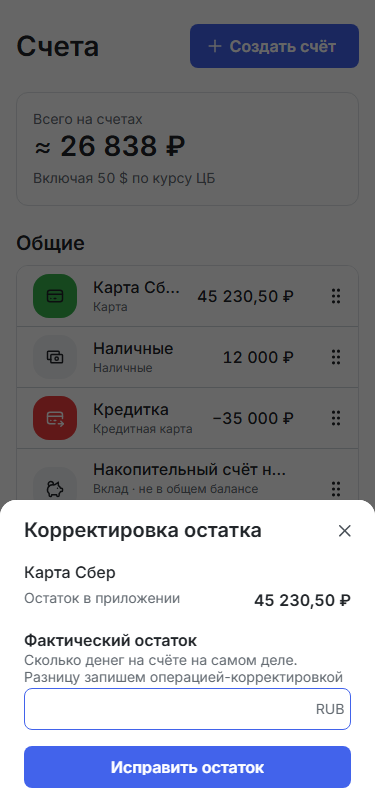 Счета
Создать счёт
Всего на счетах
≈ 26 838 ₽
Включая 50 $ по курсу ЦБ
Общие
Карта Сб... 45 230,50 ₽
Карта
Наличные 12 000 ₽
Наличные
Кредитка −35 000 ₽
Кредитная карта
Накопительный счёт н...
Вклад · не в общем балансе
Корректировка остатка
Карта Сбер
Остаток в приложении 45 230,50 ₽
Фактический остаток
Сколько денег на счёте на самом деле.
Разницу запишем операцией-корректировкой
RUB
Исправить остаток